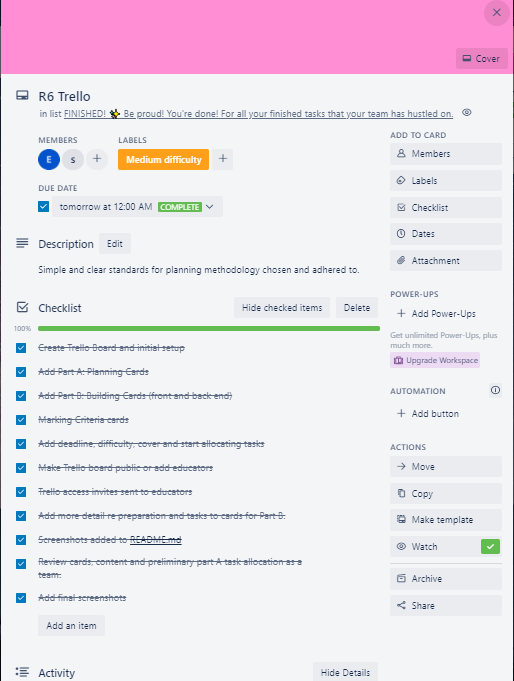 Cover
R6 Trello
in list FINISHED! ✨ Be proud! You're done! For all your finished tasks that your team has hustled on.
MEMBERS
LABELS
E
S
Medium difficulty
DUE DATE
tomorrow at 12:00 AM COMPLETE
Description
Edit
Simple and clear standards for planning methodology chosen and adhered to.
Checklist
Hide checked items
Delete
100%
Create Trello Board and initial setup
Add Part A: Planning Cards
Add Part B: Building Cards (front and back end)
Marking Criteria cards
Add deadline, difficulty, cover and start allocating tasks
Make Trello board public or add educators
Trello access invites sent to educators
Add more detail re preparation and tasks to cards for Part B.
Screenshots added to README.md
Review cards, content and preliminary part A task allocation as a
team.
Add final screenshots
Add an item
Activity
Hide Details
ADD TO CARD
Members
Labels
Checklist
Dates
Attachment
POWER-UPS
+ Add Power-Ups
Get unlimited Power-Ups, plus
much more.
Upgrade Workspace
AUTOMATION
+ Add button
ACTIONS
Move
Copy
Make template
Watch
Archive
Share